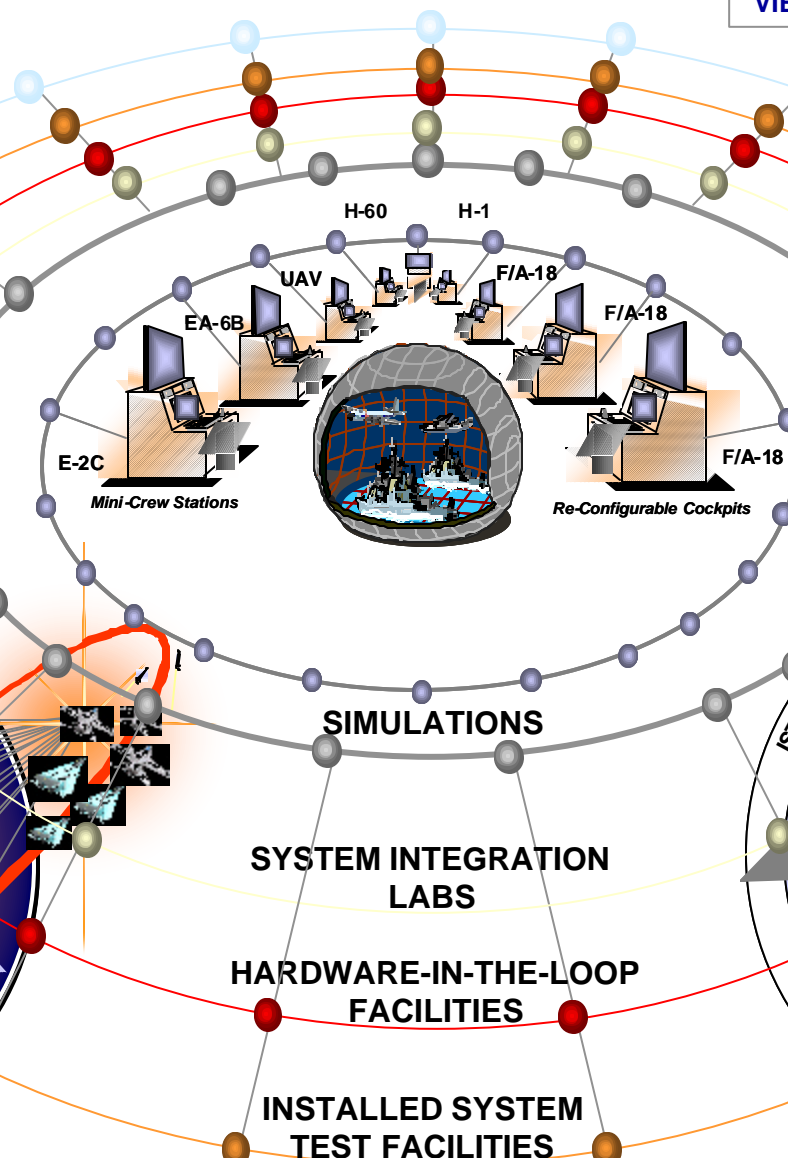 H-60
H-1
UAV
F/A-18
EA-6B
F/A-18
E-2C
F/A-18
Mini-Crew Stations
Re-Configurable Cockpits
SIMULATIONS
SYSTEM INTEGRATION
LABS
HARDWARE-IN-THE-LOOP
FACILITIES
INSTALLED SYSTEM
TEST FACILITIES